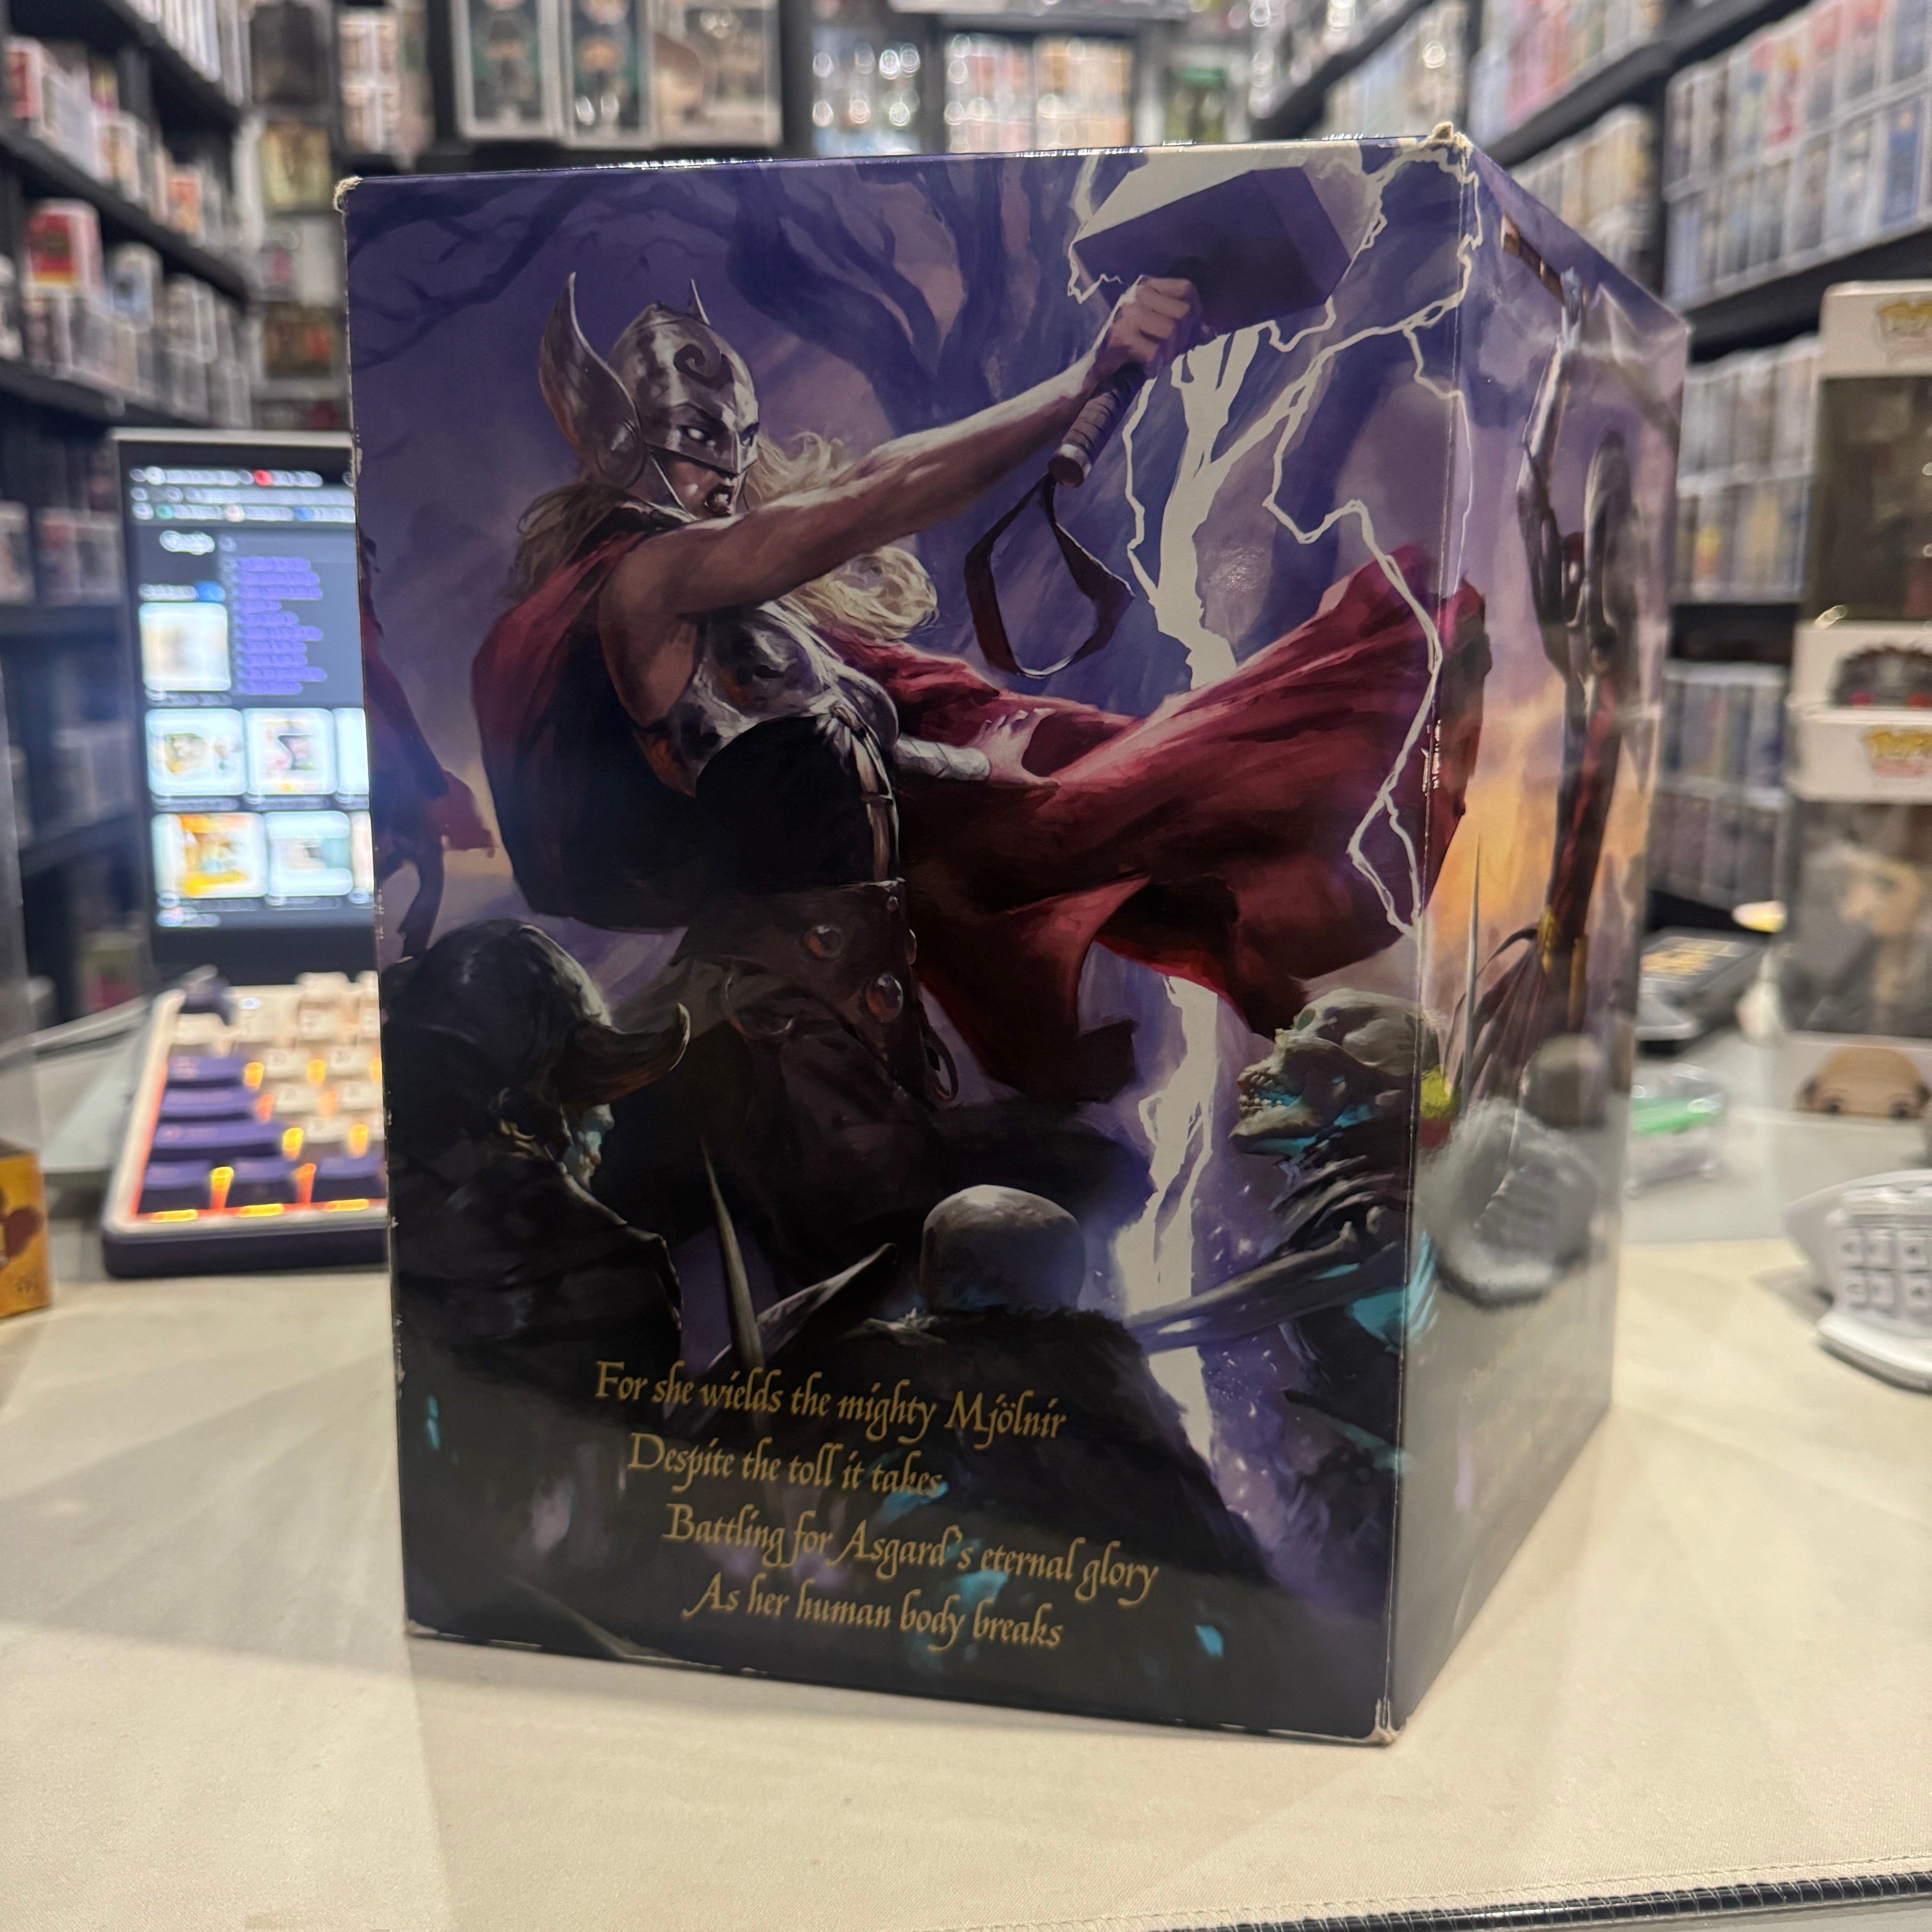 For she wields the mighty Mjölnir
Despite the toll it takes
Battling for Asgard's eternal glory
As her human body breaks